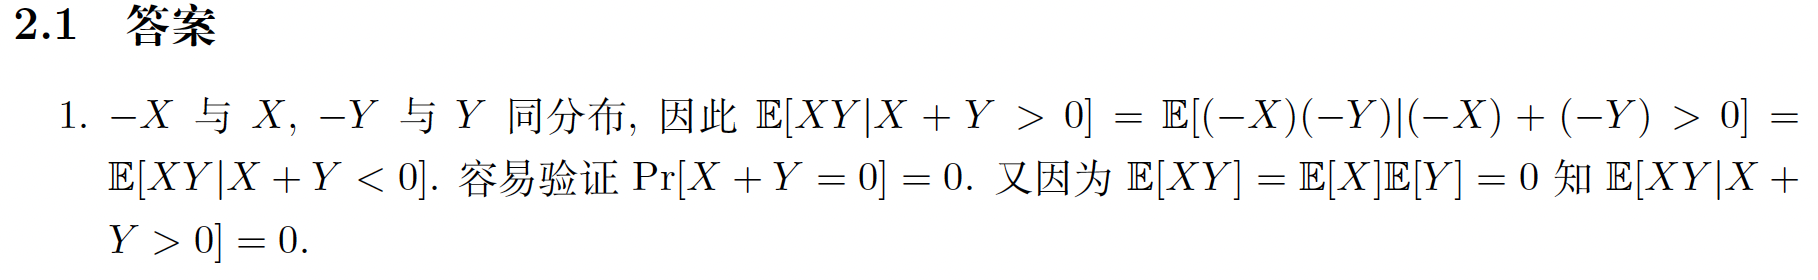 2.1 答案
1. −X 与 X, −Y 与 Y 同分布, 因此 𝔼[XY|X + Y > 0] = 𝔼[(−X)(−Y)|(−X) + (−Y) > 0] =
𝔼[XY|X + Y < 0]. 容易验证 Pr[X + Y = 0] = 0. 又因为 𝔼[XY] = 𝔼[X]𝔼[Y] = 0 知 𝔼[XY|X +
Y > 0] = 0.